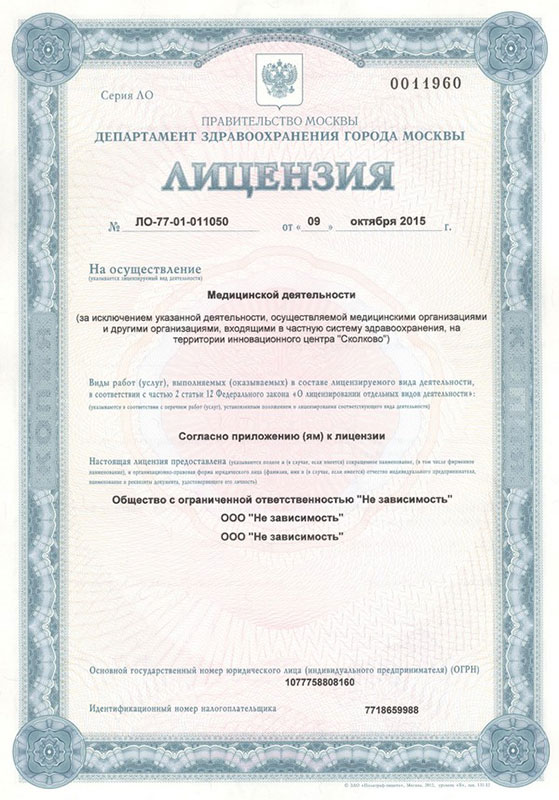 Серия ЛО
0011960
ПРАВИТЕЛЬСТВО МОСКВЫ
ДЕПАРТАМЕНТ ЗДРАВООХРАНЕНИЯ ГОРОДА МОСКВЫ
ЛИЦЕНЗИЯ
№ ЛО-77-01-011050 от « 09 » октября 2015 г.
На осуществление
(указывается лицензируемый вид деятельности)
Медицинской деятельности
(за исключением указанной деятельности, осуществляемой медицинскими организациями
и другими организациями, входящими в частную систему здравоохранения, на
территории инновационного центра "Сколково")
Виды работ (услуг), выполняемых (оказываемых) в составе лицензируемого вида деятельности,
в соответствии с частью 2 статьи 12 Федерального закона «О лицензировании отдельных видов деятельности»:
(указываются в соответствии с перечнем работ (услуг), установленным положением о лицензировании соответствующего вида деятельности)
Согласно приложению (ям) к лицензии
Настоящая лицензия предоставлена (указывается полное и (в случае, если имеется) сокращенное наименование, (в том числе фирменное
наименование), и организационно-правовая форма юридического лица (фамилия, имя и (в случае, если имеется) отчество индивидуального предпринимателя,
наименование и реквизиты документа, удостоверяющего его личность)
Общество с ограниченной ответственностью "Не зависимость"
ООО "Не зависимость"
ООО "Не зависимость"
Основной государственный номер юридического лица (индивидуального предпринимателя) (ОГРН)
1077758808160
Идентификационный номер налогоплательщика 7718659988